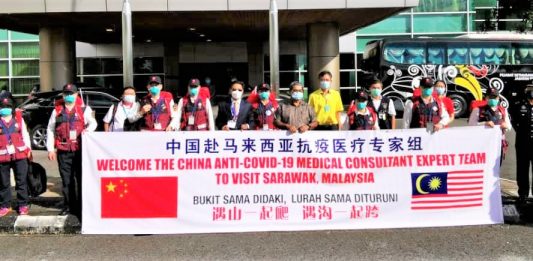 中国赴马来西亚抗疫医疗专家组
WELCOME THE CHINA ANTI-COVID-19 MEDICAL CONSULTANT EXPERT TEAM
TO VISIT SARAWAK, MALAYSIA
BUKIT SAMA DIDAKI, LURAH SAMA DITURUNI
遇山一起爬 遇沟一起跨